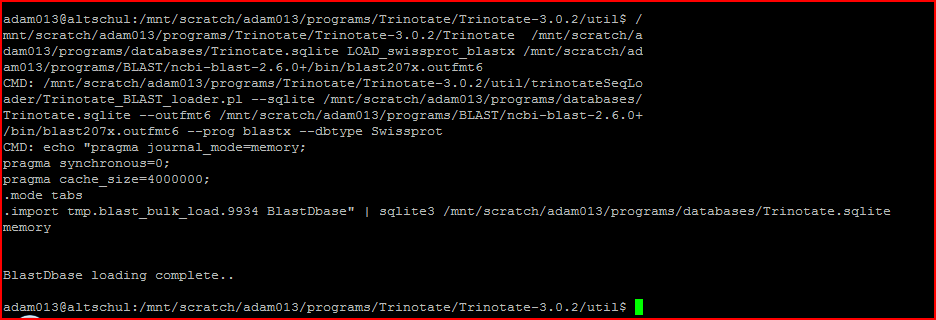 adam013@altschul:/mnt/scratch/adam013/programs/Trinotate/Trinotate-3.0.2/util$ /
mnt/scratch/adam013/programs/Trinotate/Trinotate-3.0.2/Trinotate  /mnt/scratch/a
dam013/programs/databases/Trinotate.sqlite LOAD_swissprot_blastx /mnt/scratch/ad
am013/programs/BLAST/ncbi-blast-2.6.0+/bin/blast207x.outfmt6
CMD: /mnt/scratch/adam013/programs/Trinotate/Trinotate-3.0.2/util/trinotateSeqLo
ader/Trinotate_BLAST_loader.pl --sqlite /mnt/scratch/adam013/programs/databases/
Trinotate.sqlite --outfmt6 /mnt/scratch/adam013/programs/BLAST/ncbi-blast-2.6.0+
/bin/blast207x.outfmt6 --prog blastx --dbtype Swissprot
CMD: echo "pragma journal_mode=memory;
pragma synchronous=0;
pragma cache_size=4000000;
.mode tabs
.import tmp.blast_bulk_load.9934 BlastDbase" | sqlite3 /mnt/scratch/adam013/programs/databases/Trinotate.sqlite
memory
BlastDbase loading complete..
adam013@altschul:/mnt/scratch/adam013/programs/Trinotate/Trinotate-3.0.2/util$